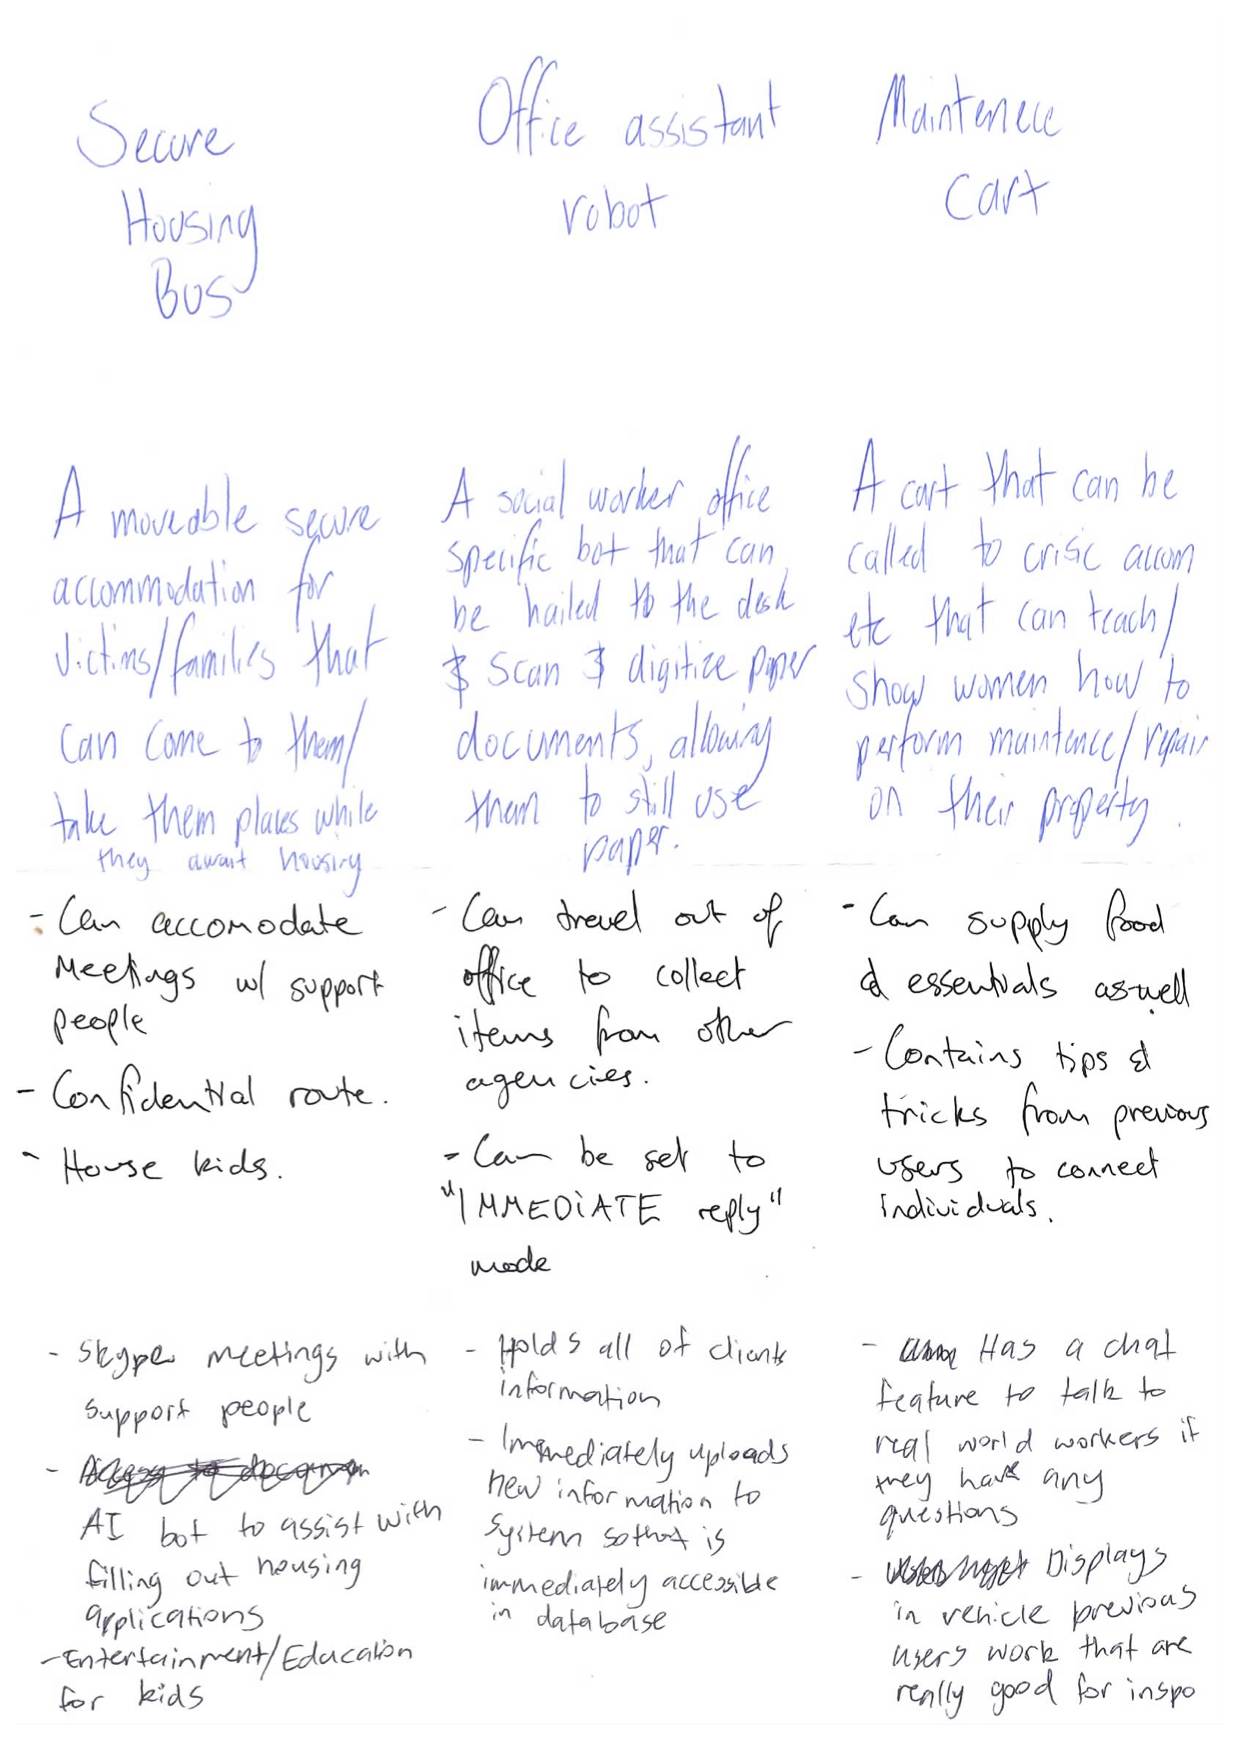 Secure
Housing
Bus
A moveable secure
accommodation for
victims/families that
can come to them/
take them places while
they await housing
- Can accomodate
Meetings w/ support
people
- Confidential route.
- House kids.
- Skype meetings with
support people
-
AI bot to assist with
filling out housing
applications
- Entertainment/Education
for kids
Office assistant
robot
A social worker office
specific bot that can
be hailed to the desk
& scan & digitize paper
documents, allowing
them to still use
paper.
- Can travel out of
office to collect
items from other
agencies.
- Can be set to
"IMMEDiATE reply"
mode
- Holds all of clients
information
- Immediately uploads
new information to
system so that is
immediately accessible
in database
Maintenece
Cart
A cart that can be
called to crisic accom
etc that can teach/
show women how to
perform maintence/repair
on their property.
- Can supply food
& essentials aswell
- Contains tips &
tricks from previous
users to connect
individuals.
- Has a chat
feature to talk to
real world workers if
they have any
questions
- Displays
in vehicle previous
users work that are
really good for inspo